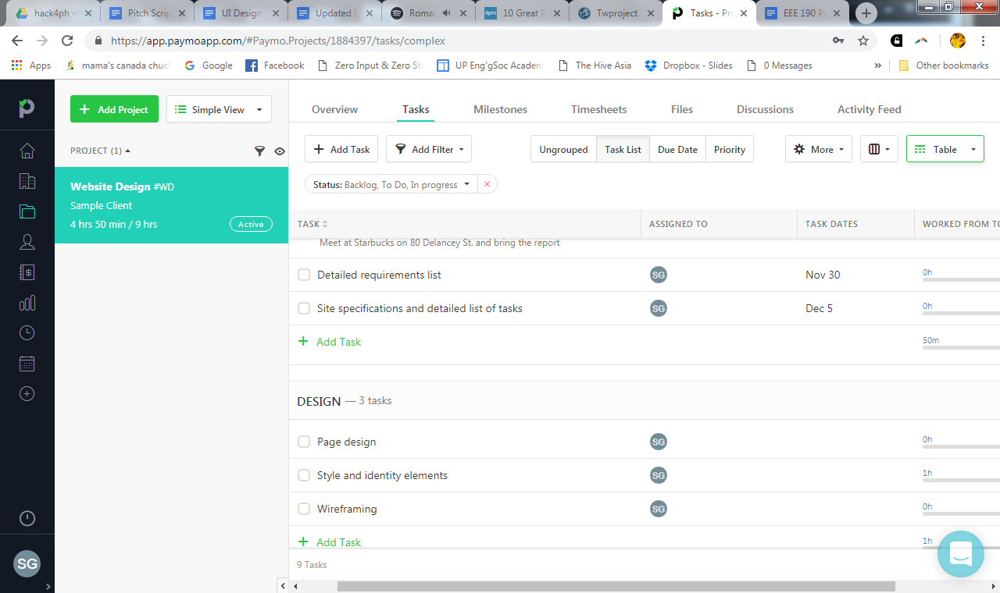 hack4ph -
Pitch Scrip
UI Design
Updated U
Rom
10 Great P
Twproject
Tasks - Pro
EEE 190 P
https://app.paymoapp.com/#Paymo.Projects/1884397/tasks/complex
Apps
mama's canada chuc
Google
Facebook
Zero Input & Zero St
UP Eng'gSoc Academ
The Hive Asia
Dropbox - Slides
0 Messages
»
Other bookmarks
+ Add Project
Simple View
Overview
Tasks
Milestones
Timesheets
Files
Discussions
Activity Feed
PROJECT (1)
+ Add Task
Add Filter
Ungrouped
Task List
Due Date
Priority
More
Table
Website Design #WD
Sample Client
4 hrs 50 min / 9 hrs
Active
Status: Backlog, To Do, In progress
TASK
ASSIGNED TO
TASK DATES
WORKED FROM TO
Meet at Starbucks on 80 Delancey St. and bring the report
Detailed requirements list
SG
Nov 30
0h
Site specifications and detailed list of tasks
SG
Dec 5
0h
+ Add Task
50m
DESIGN — 3 tasks
Page design
SG
0h
Style and identity elements
SG
1h
Wireframing
SG
0h
+ Add Task
1h
9 Tasks
SG